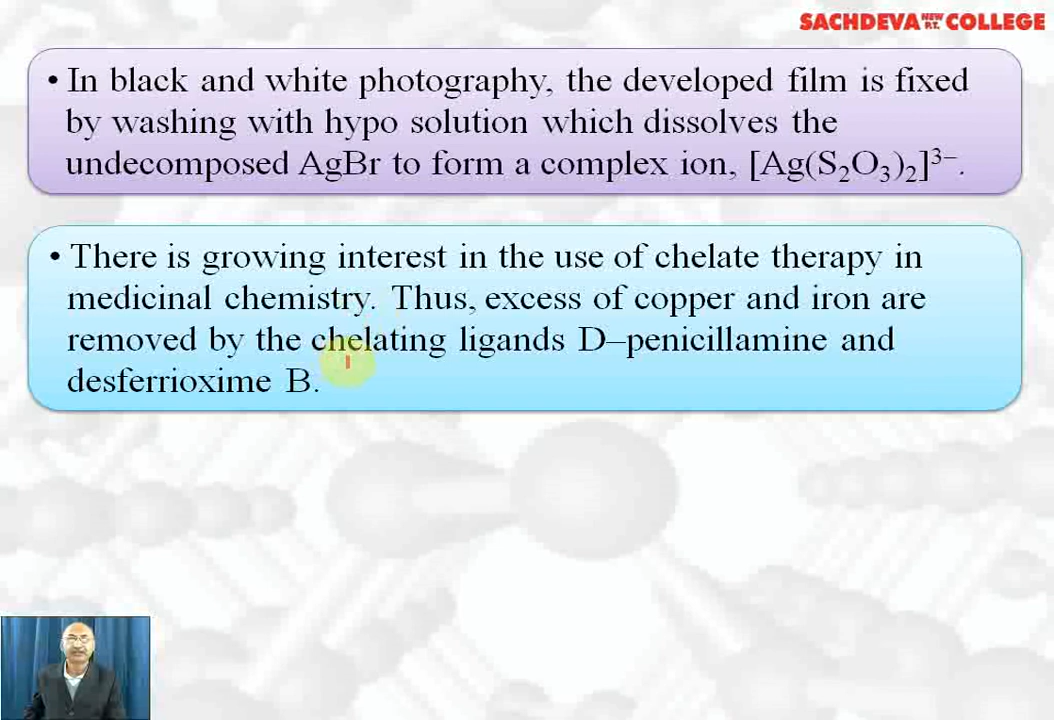 SACHDEVA NEW P.T. COLLEGE
• In black and white photography, the developed film is fixed
by washing with hypo solution which dissolves the
undecomposed AgBr to form a complex ion, [Ag(S₂O₃)₂]³⁻.
• There is growing interest in the use of chelate therapy in
medicinal chemistry. Thus, excess of copper and iron are
removed by the chelating ligands D–penicillamine and
desferrioxime B.